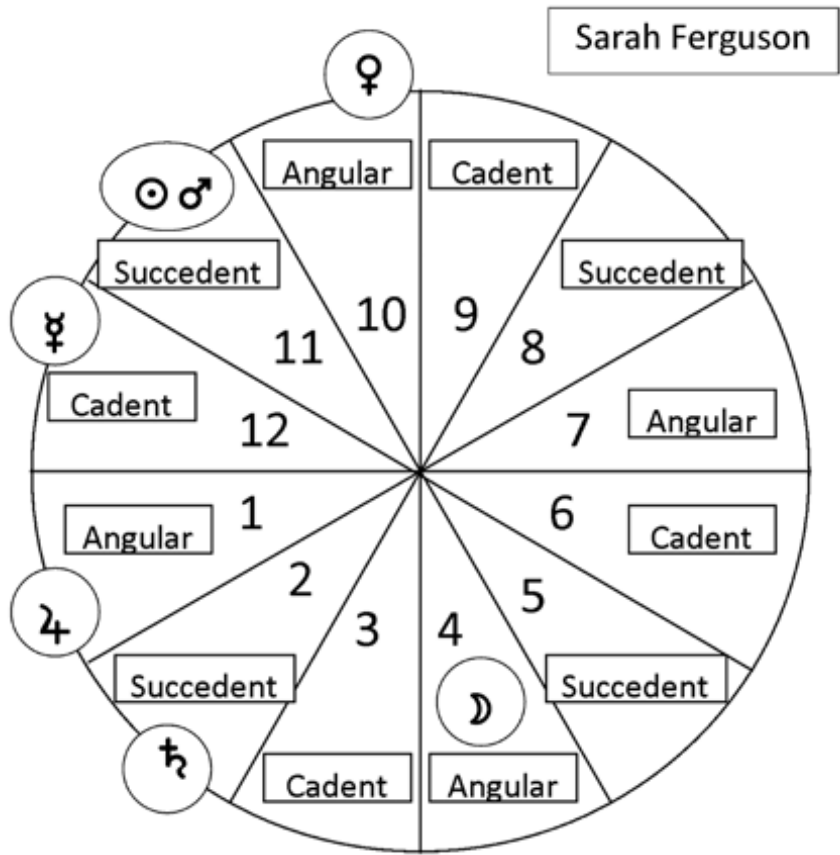 Sarah Ferguson
♀
Angular
Cadent
☉ ♂
Succedent
Succedent
10
9
☿
11
8
Cadent
12
7
Angular
Angular
1
6
Cadent
2
5
♃
3
4
Succedent
☽
Succedent
♄
Cadent
Angular